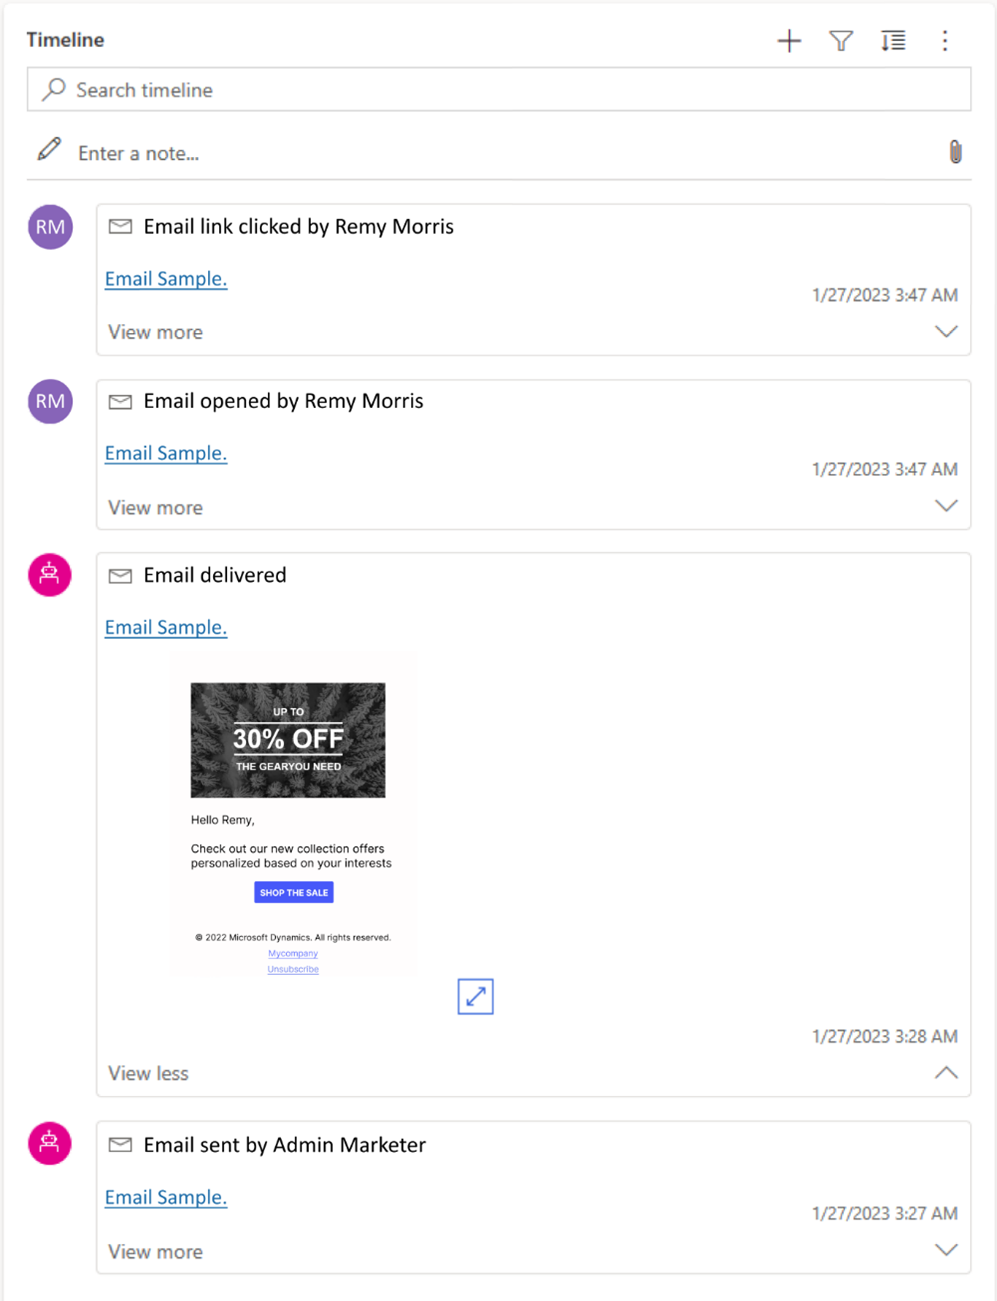 Timeline
Search timeline
Enter a note...
RM
Email link clicked by Remy Morris
Email Sample.
1/27/2023 3:47 AM
View more
RM
Email opened by Remy Morris
Email Sample.
1/27/2023 3:47 AM
View more
Email delivered
Email Sample.
UP TO
30% OFF
THE GEARYOU NEED
Hello Remy,
Check out our new collection offers
personalized based on your interests
SHOP THE SALE
© 2022 Microsoft Dynamics. All rights reserved.
Mycompany
Unsubscribe
1/27/2023 3:28 AM
View less
Email sent by Admin Marketer
Email Sample.
1/27/2023 3:27 AM
View more